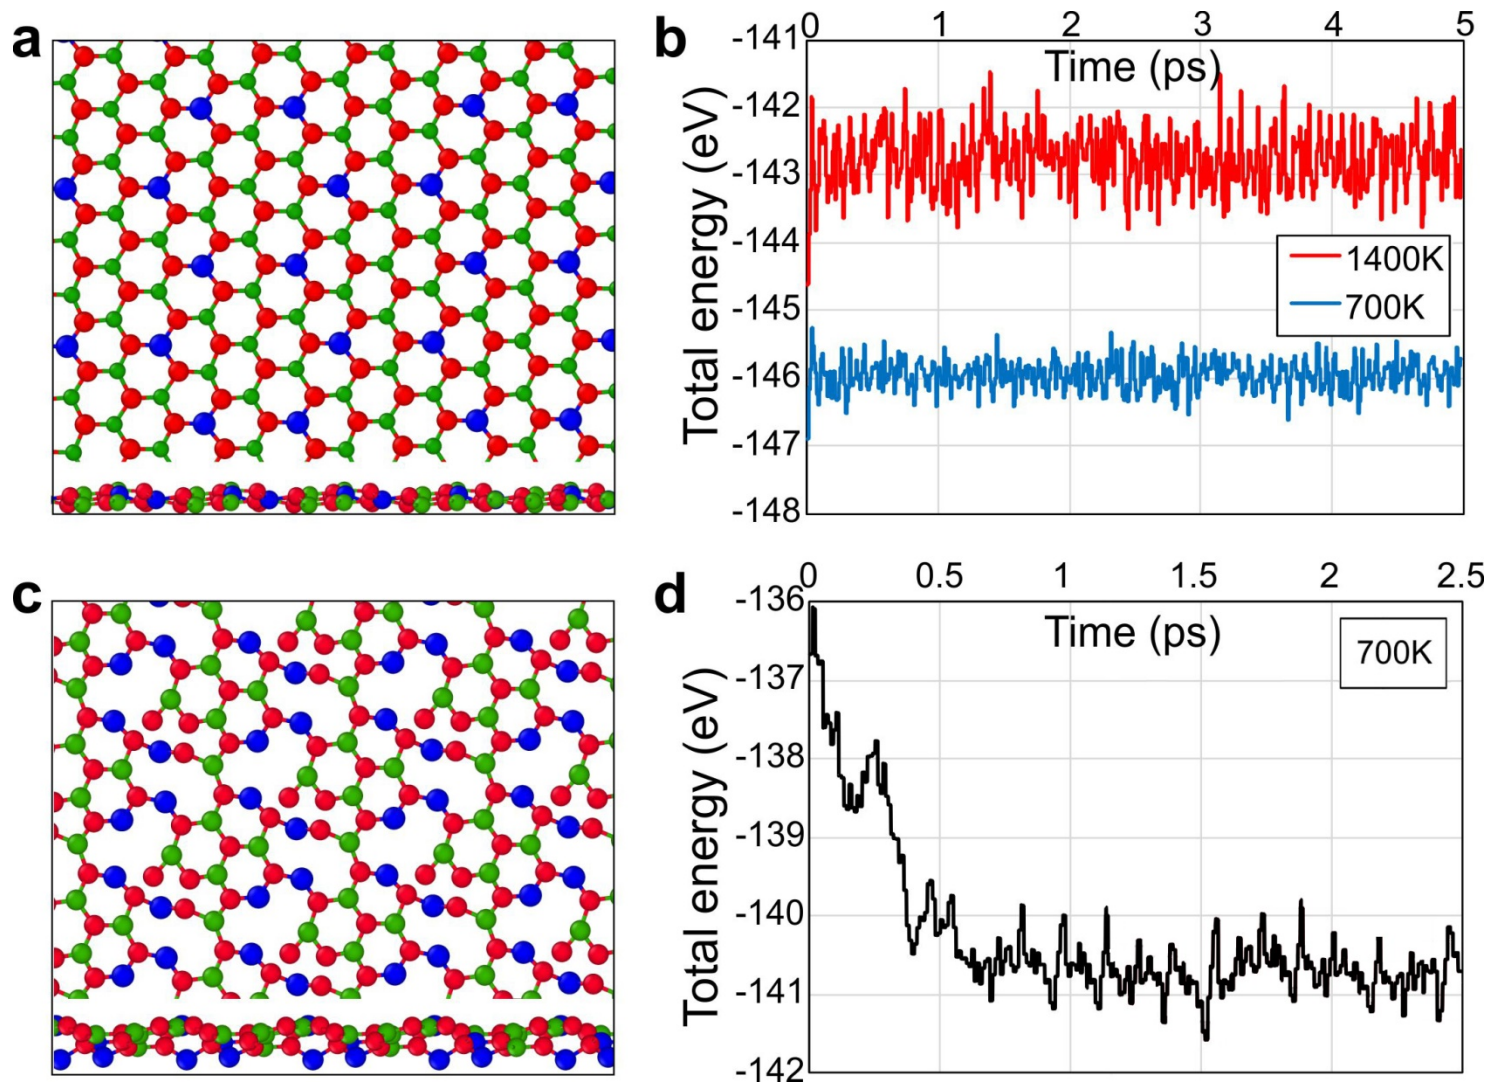 a
b
0 1 2 3 4 5
Time (ps)
Total energy (eV)
-141
-142
-143
-144
-145
-146
-147
-148
1400K
700K
c
d
0 0.5 1 1.5 2 2.5
Time (ps)
700K
Total energy (eV)
-136
-137
-138
-139
-140
-141
-142